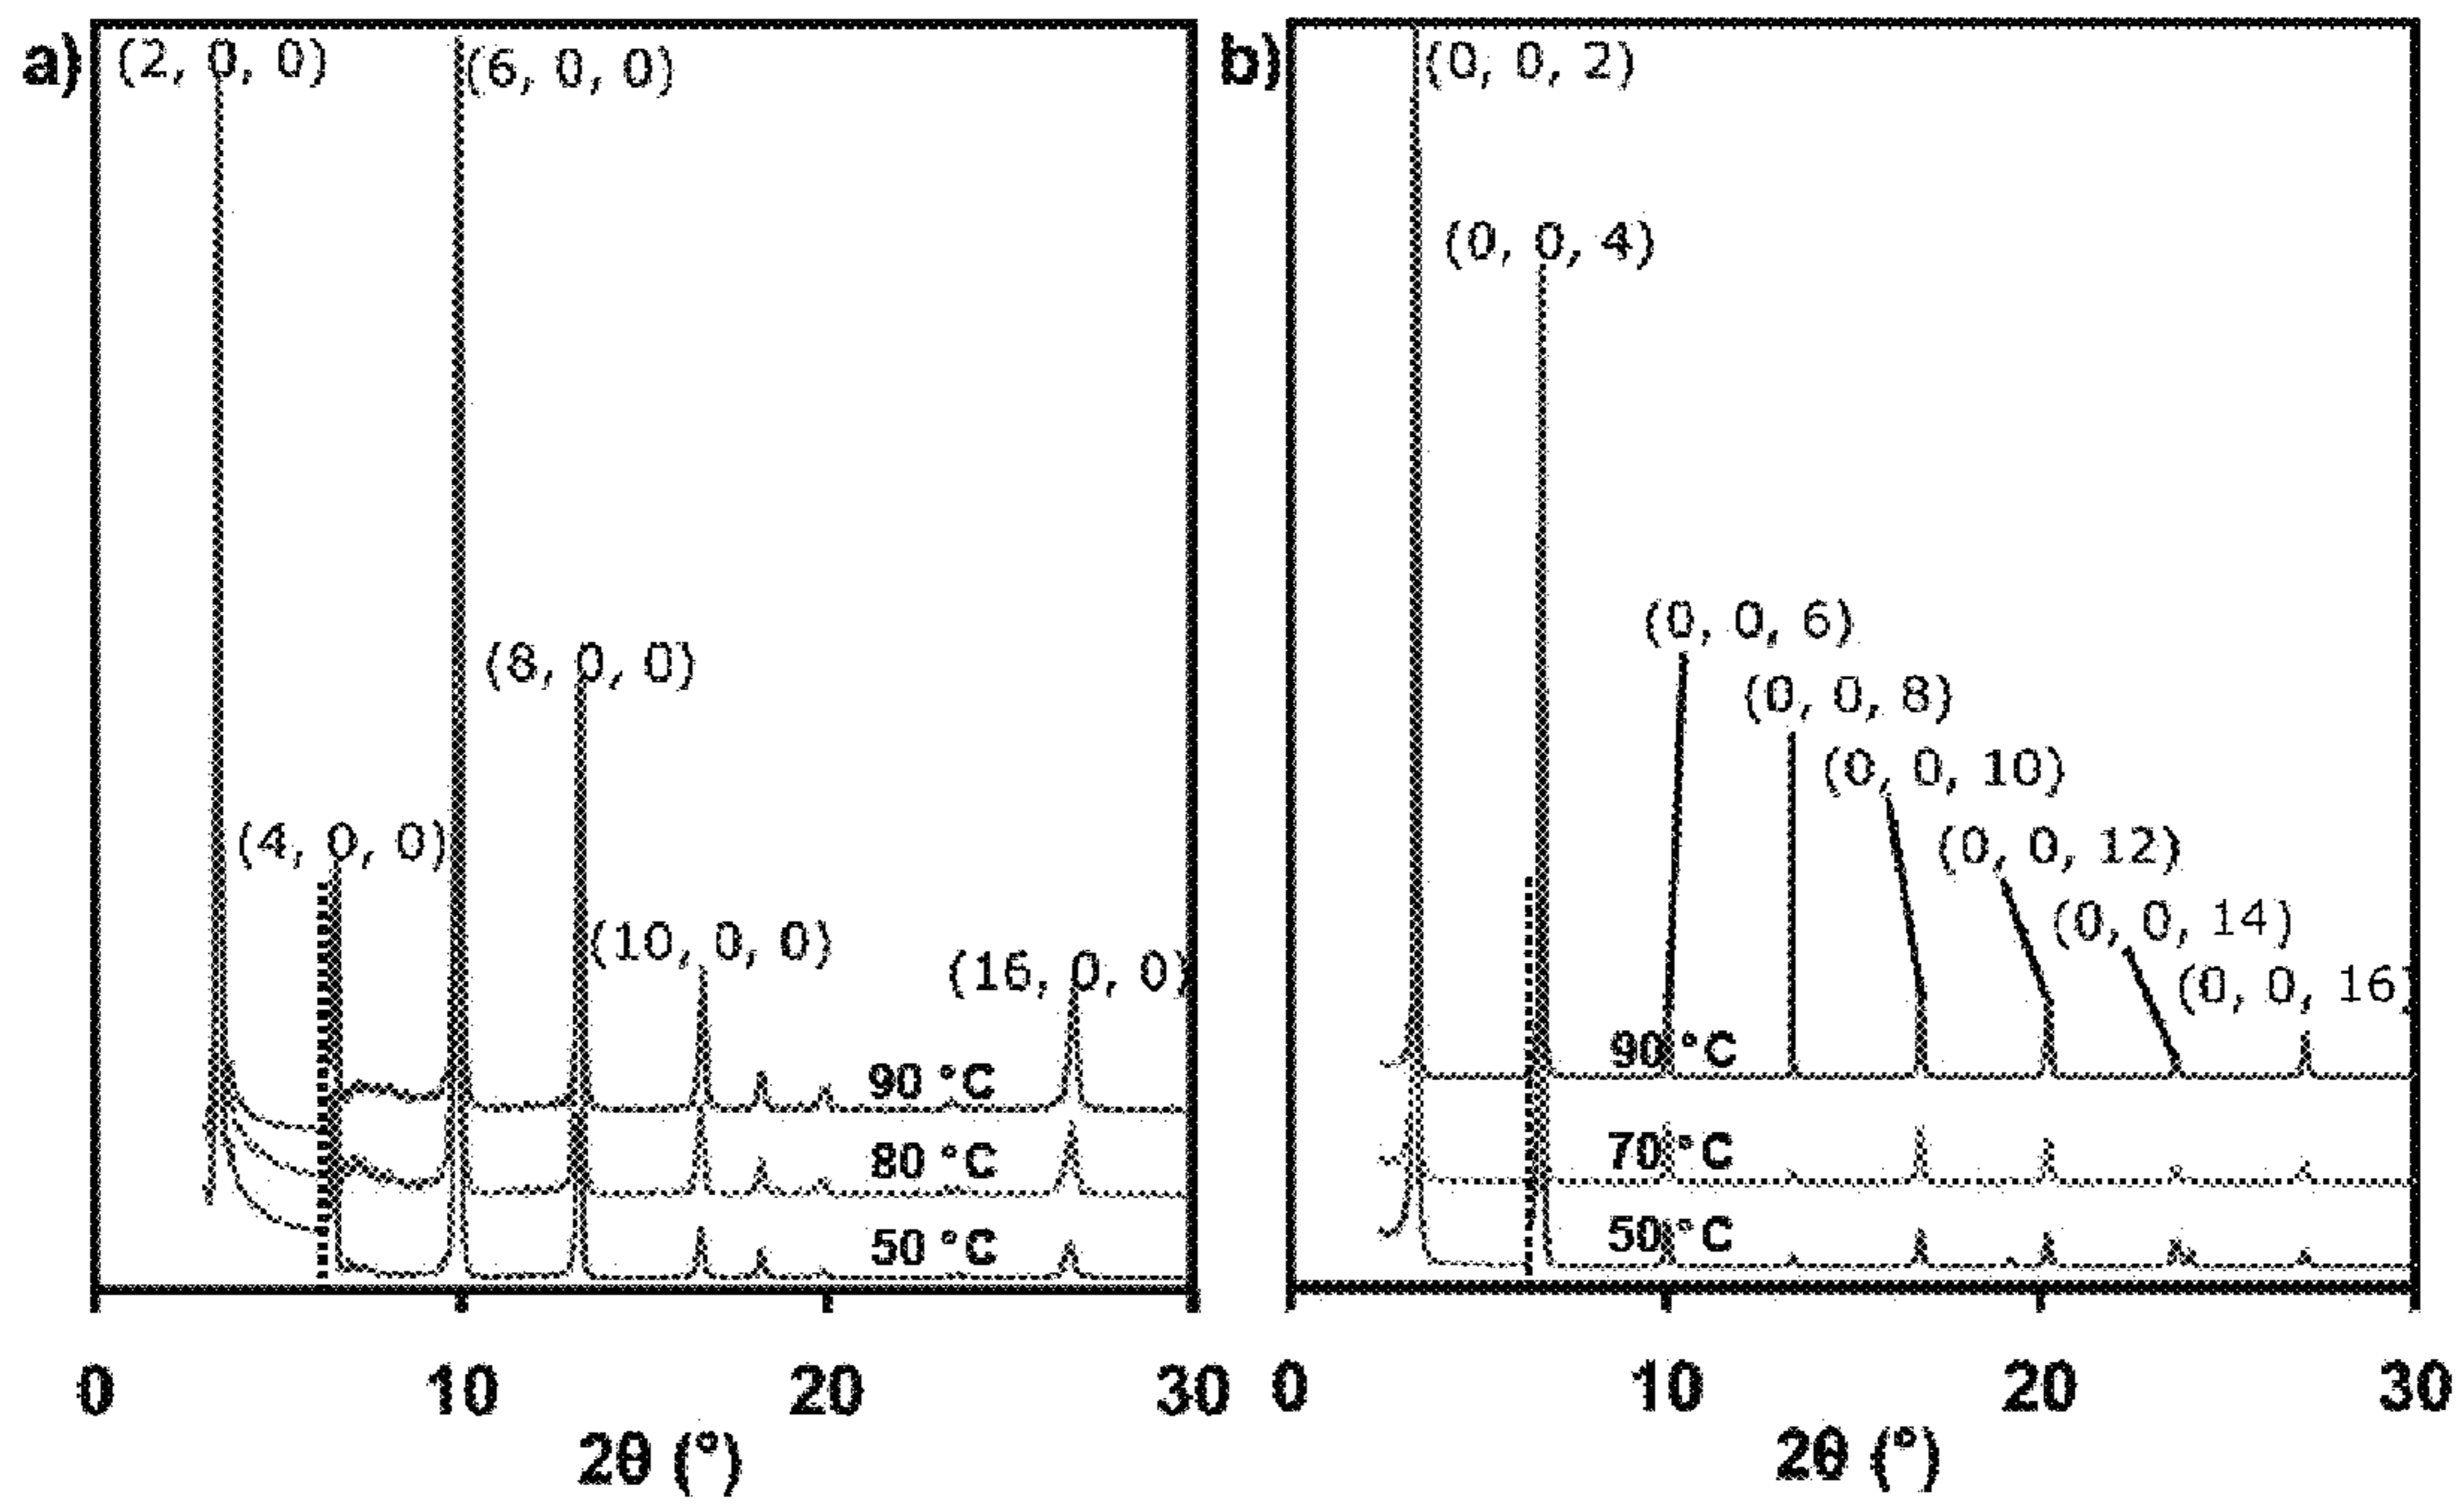 a)
(2, 0, 0)
(6, 0, 0)
(8, 0, 0)
(4, 0, 0)
(10, 0, 0)
(16, 0, 0)
90 °C
80 °C
50 °C
0 10 20 30
2θ (°)
b)
(0, 0, 2)
(0, 0, 4)
(0, 0, 6)
(0, 0, 8)
(0, 0, 10)
(0, 0, 12)
(0, 0, 14)
(0, 0, 16)
90 °C
70 °C
50 °C
0 10 20 30
2θ (°)